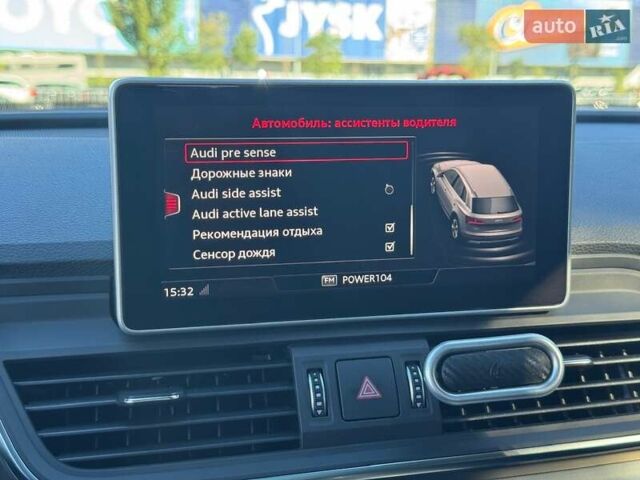 TOYO
JYSK
auto RIA
Автомобиль: ассистенты водителя
Audi pre sense
Дорожные знаки
Audi side assist
Audi active lane assist
Рекомендация отдыха
Сенсор дождя
FM POWER104
15:32